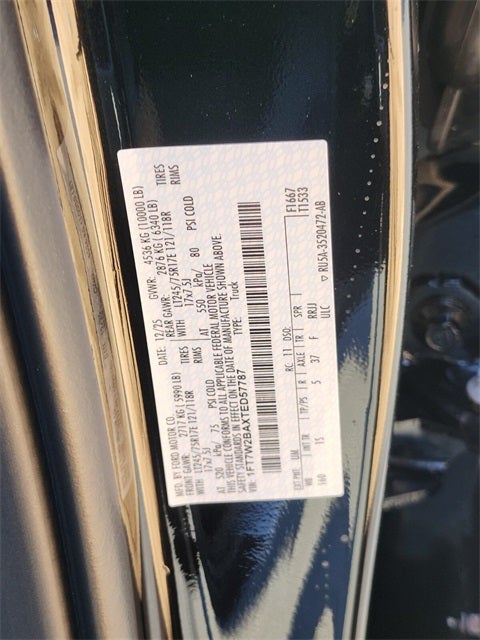 MFD. BY FORD MOTOR CO. DATE: 12/25 GVWR: 4536 KG (10000 LB)
FRONT GAWR: 2717 KG ( 5990 LB) REAR GAWR: 2876 KG ( 6340 LB)
LT245/75R17E 121/118R TIRES WITH LT245/75R17E 121/118R TIRES
17x7.5J RIMS 17x7.5J RIMS
AT 520 kPa/ 75 PSI COLD AT 550 kPa/ 80 PSI COLD
THIS VEHICLE CONFORMS TO ALL APPLICABLE FEDERAL MOTOR VEHICLE
SAFETY STANDARDS IN EFFECT ON THE DATE OF MANUFACTURE SHOWN ABOVE.
VIN: 1FT7W2BAXTED57787 TYPE: Truck
F1667
T1533
RC: 11 DSO:
WB INT TR TP/PS R AXLE TR SPR
160 15 5 37 F RRJJ
ULC
▽ RU5A-3520472-AB